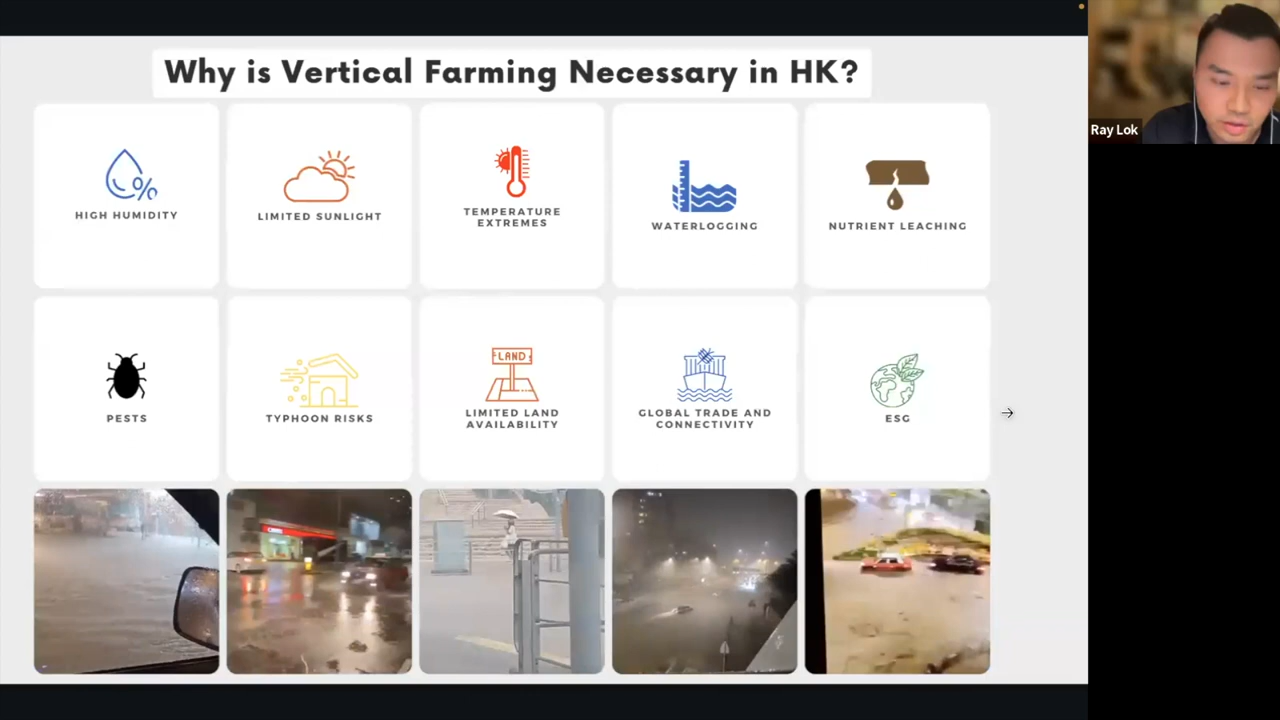 Why is Vertical Farming Necessary in HK?
Ray Lok
%
HIGH HUMIDITY
LIMITED SUNLIGHT
TEMPERATURE
EXTREMES
WATERLOGGING
NUTRIENT LEACHING
PESTS
TYPHOON RISKS
LAND
LIMITED LAND
AVAILABILITY
GLOBAL TRADE AND
CONNECTIVITY
ESG